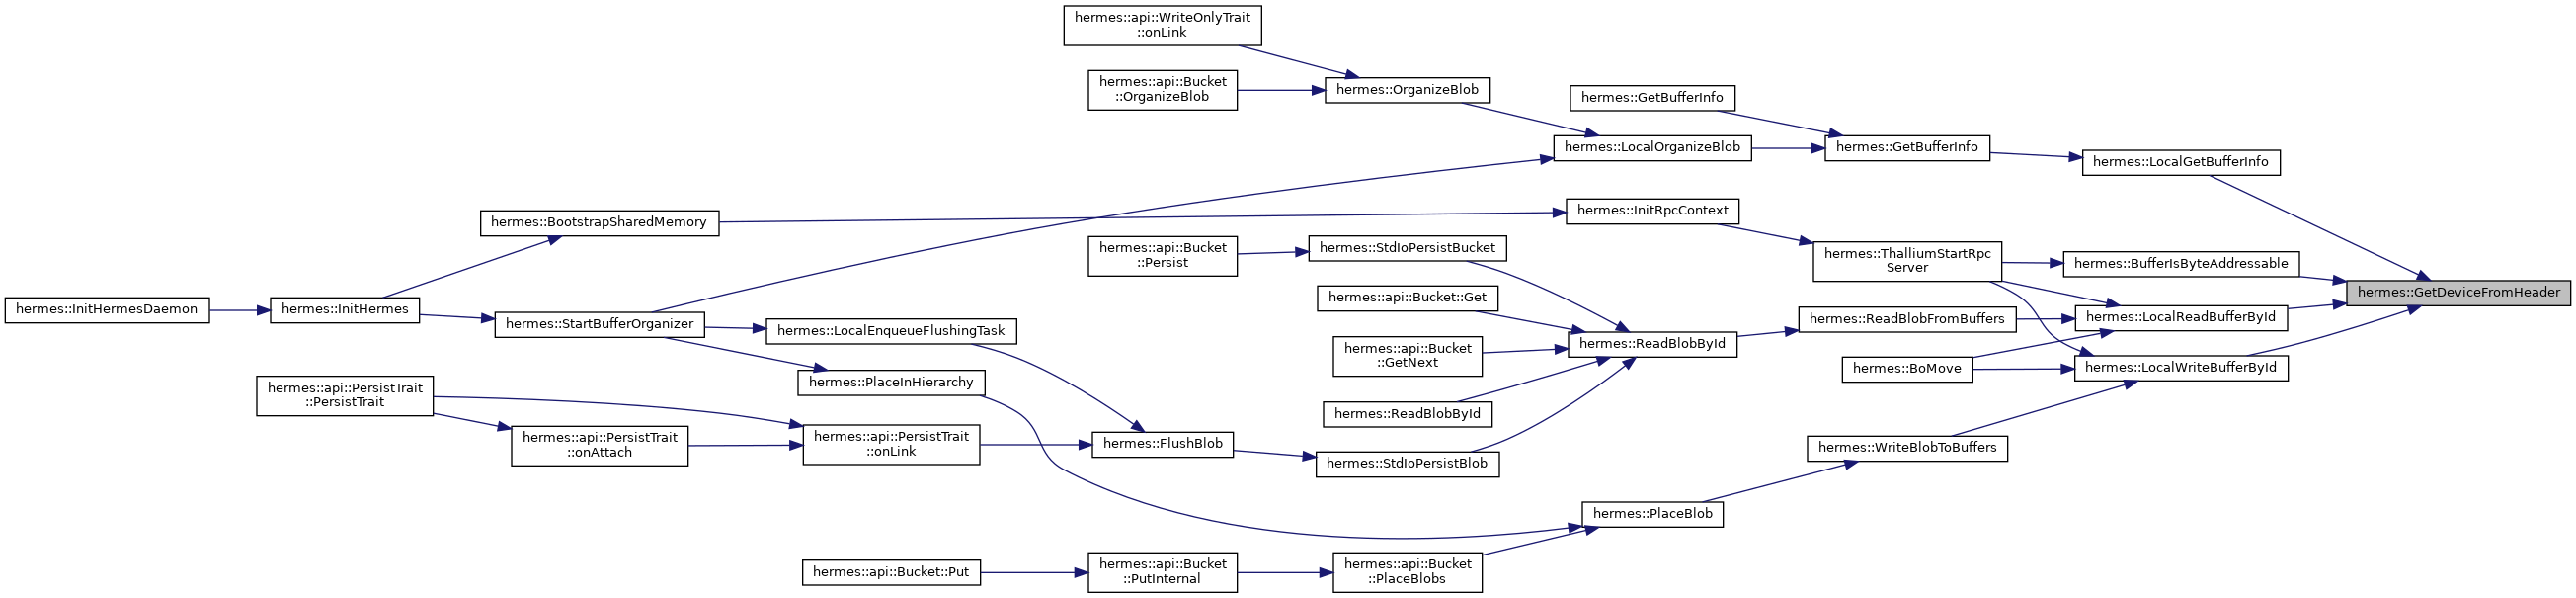 hermes::api::WriteOnlyTrait
::onLink
hermes::api::Bucket
::OrganizeBlob
hermes::OrganizeBlob
hermes::GetBufferInfo
hermes::LocalOrganizeBlob
hermes::GetBufferInfo
hermes::LocalGetBufferInfo
hermes::BootstrapSharedMemory
hermes::InitRpcContext
hermes::api::Bucket
::Persist
hermes::StdIoPersistBucket
hermes::ThalliumStartRpc
Server
hermes::BufferIsByteAddressable
hermes::GetDeviceFromHeader
hermes::InitHermesDaemon
hermes::InitHermes
hermes::StartBufferOrganizer
hermes::LocalEnqueueFlushingTask
hermes::api::Bucket::Get
hermes::ReadBlobFromBuffers
hermes::LocalReadBufferById
hermes::api::Bucket
::GetNext
hermes::ReadBlobById
hermes::BoMove
hermes::LocalWriteBufferById
hermes::PlaceInHierarchy
hermes::api::PersistTrait
::PersistTrait
hermes::ReadBlobById
hermes::api::PersistTrait
::onAttach
hermes::api::PersistTrait
::onLink
hermes::FlushBlob
hermes::StdIoPersistBlob
hermes::WriteBlobToBuffers
hermes::PlaceBlob
hermes::api::Bucket::Put
hermes::api::Bucket
::PutInternal
hermes::api::Bucket
::PlaceBlobs